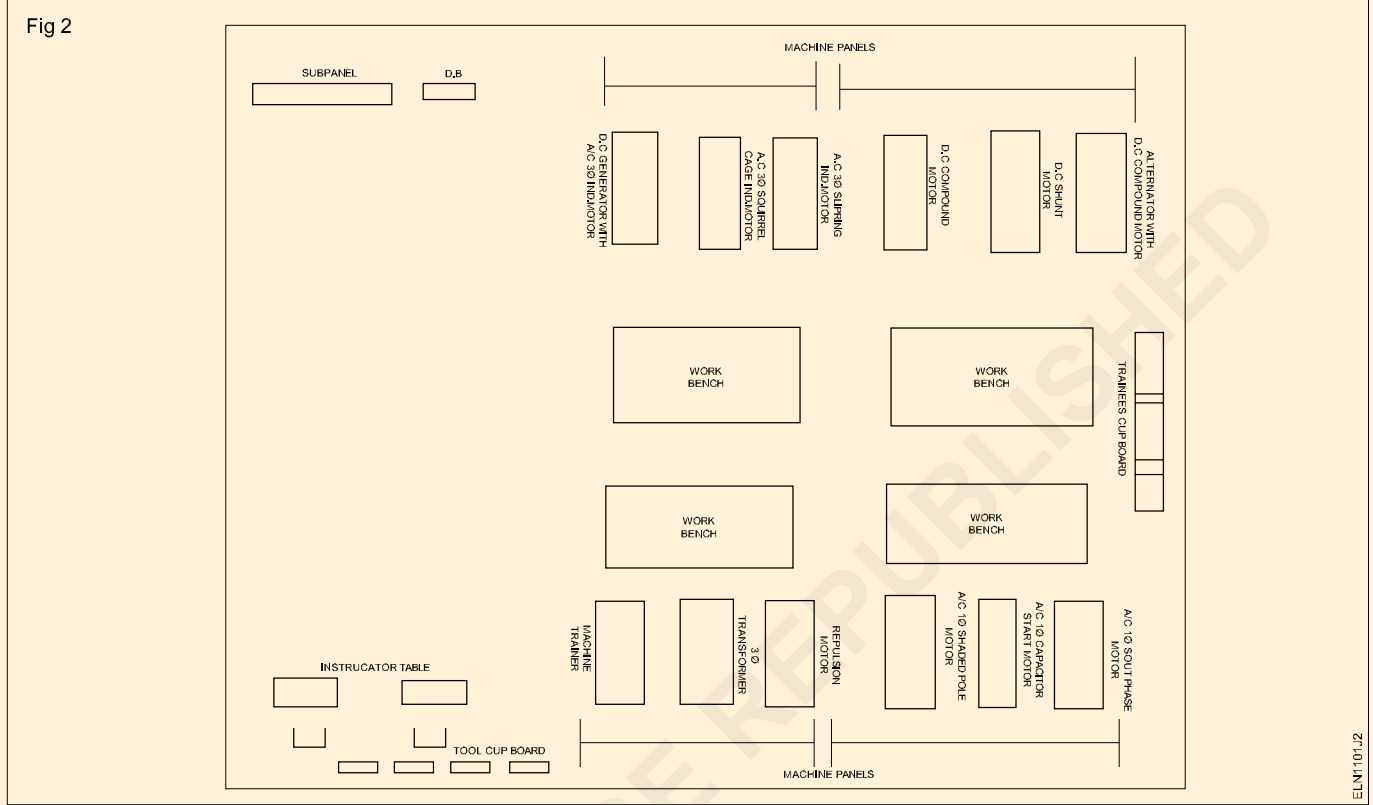 Fig 2
MACHINE PANELS
SUBPANEL
D.B
D.C GENERATOR WITH
A/C 3Ø IND.MOTOR
A.C 3Ø SQUIRREL
CAGE IND.MOTOR
A.C 3Ø SLIPRING
IND.MOTOR
D.C COMPOUND
MOTOR
D.C SHUNT
MOTOR
ALTERNATOR WITH
D.C COMPOUND MOTOR
WORK
BENCH
WORK
BENCH
TRAINEES CUP BOARD
WORK
BENCH
WORK
BENCH
MACHINE
TRAINER
3 Ø
TRANSFORMER
REPULSION
MOTOR
A/C 1Ø SHADED POLE
MOTOR
A/C 1Ø CAPACITOR
START MOTOR
A/C 1Ø SOUT PHASE
MOTOR
INSTRUCATOR TABLE
TOOL CUP BOARD
MACHINE PANELS
ELN1101J2
E REPUBLISHED